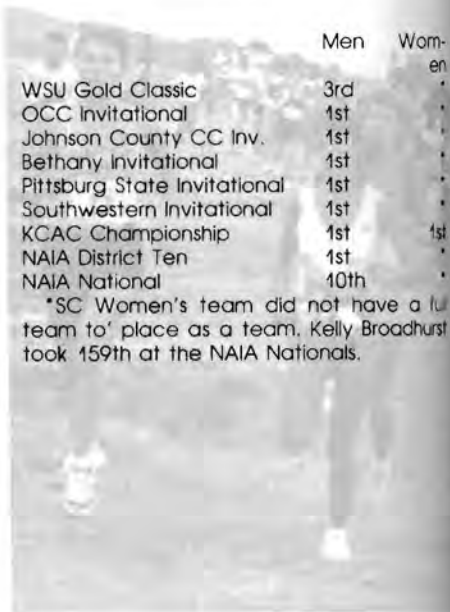 Men Wom-
en
WSU Gold Classic 3rd *
OCC Invitational 1st *
Johnson County CC Inv. 1st *
Bethany Invitational 1st *
Pittsburg State Invitational 1st *
Southwestern Invitational 1st *
KCAC Championship 1st 1st
NAIA District Ten 1st *
NAIA National 10th *
*SC Women's team did not have a
team to' place as a team. Kelly Broadhurst
took 159th at the NAIA Nationals.